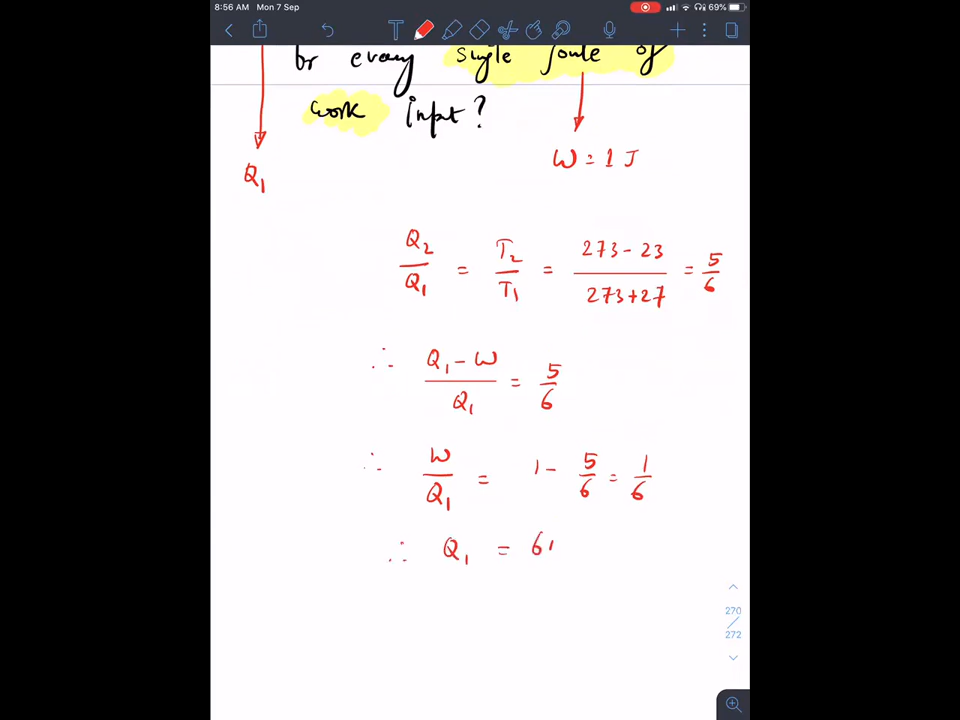 8:56 AM Mon 7 Sep 69%
T
for every single joule of
work input?
Q₁ W = 1 J
Q₂/Q₁ = T₂/T₁ = (273 - 23)/(273 + 27) = 5/6
∴ (Q₁ - W)/Q₁ = 5/6
∴ W/Q₁ = 1 - 5/6 = 1/6
∴ Q₁ = 6
270
/
272